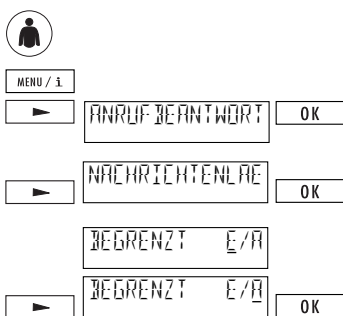 MENU / i
ANRUFBEANTWORT OK
NACHRICHTENLAE
OK
BEGRENZT E/A
BEGRENZT E/A
OK